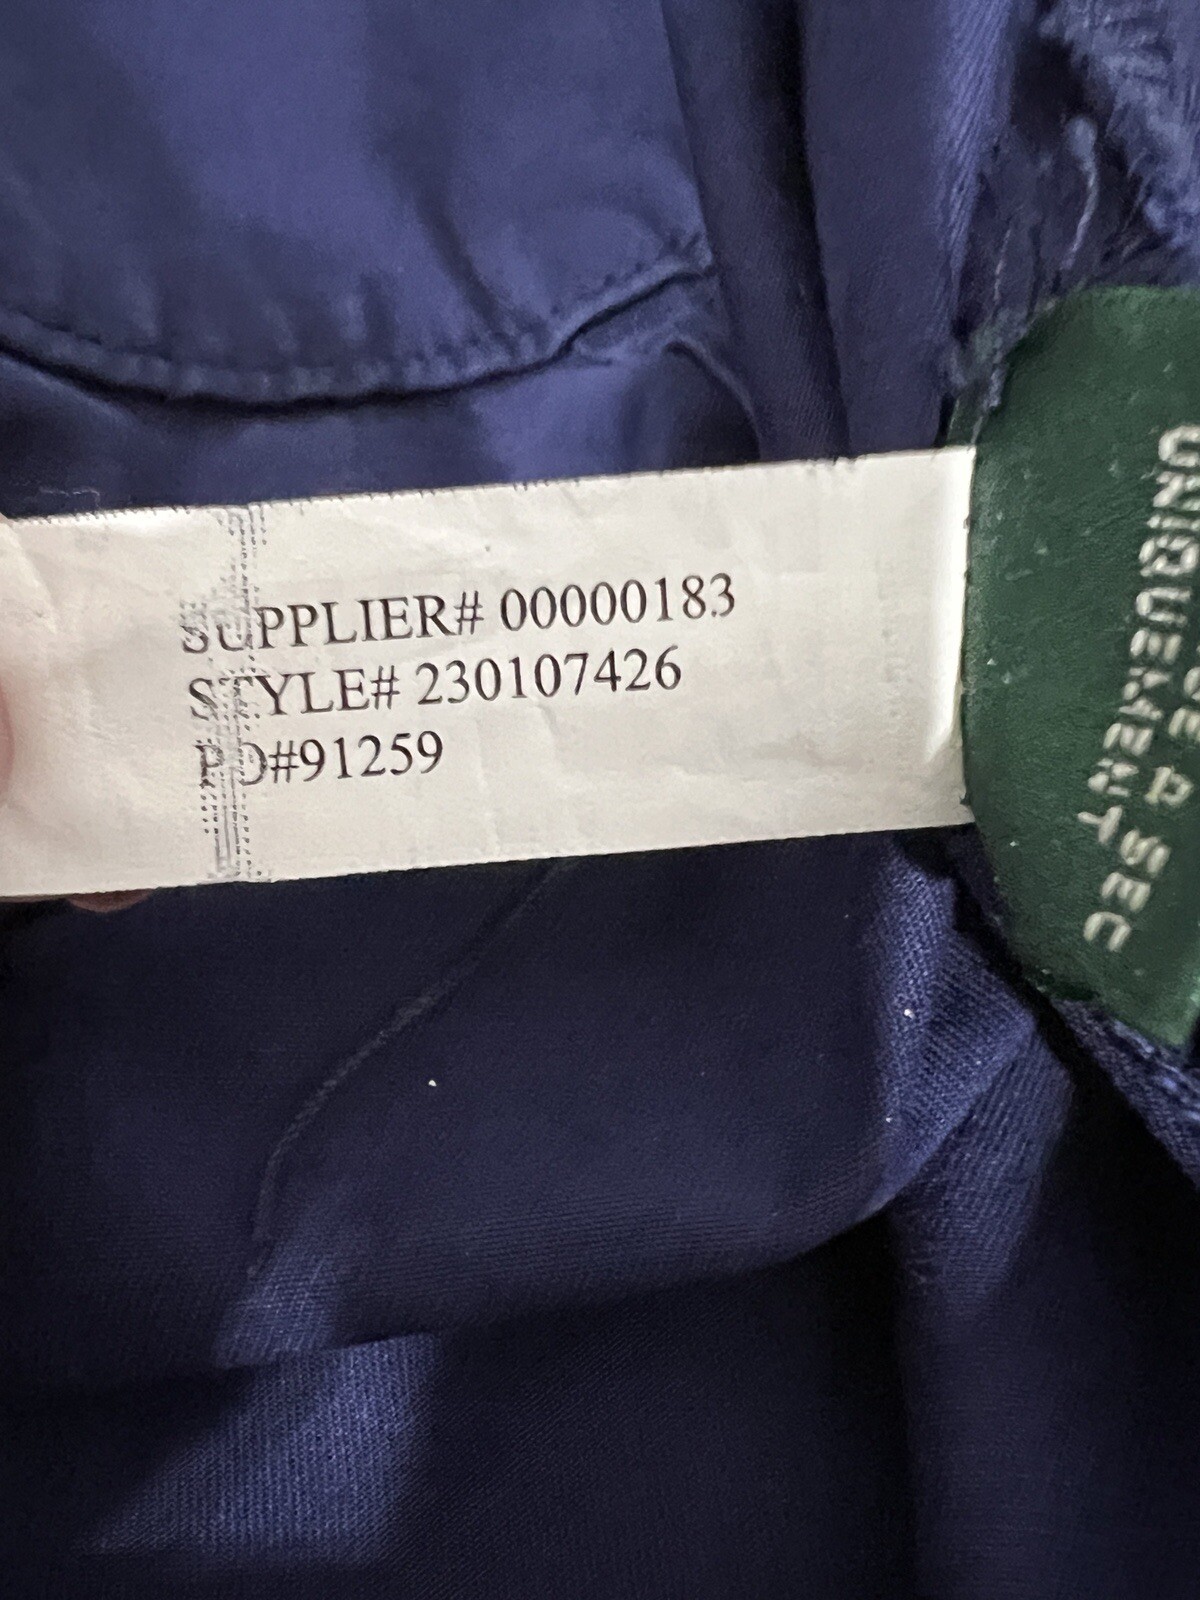 SUPPLIER# 00000183
STYLE# 230107426
PO#91259
UNIQUEMENT
SEC